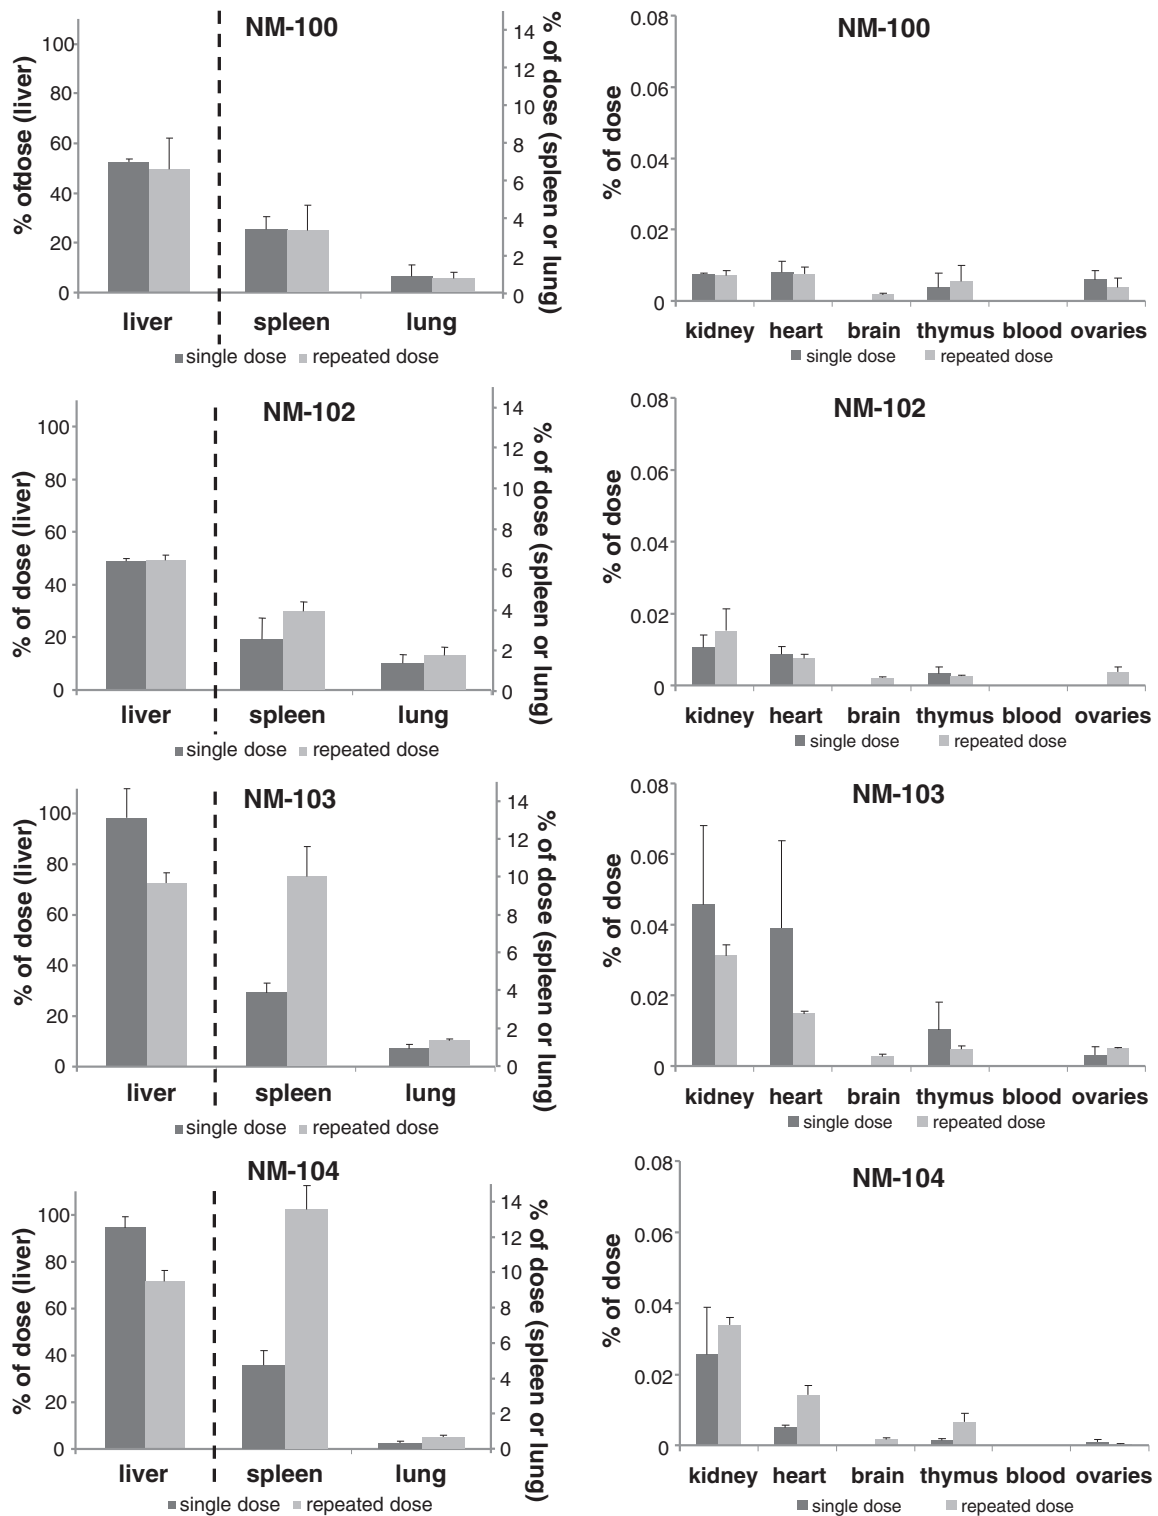 NM-100
% ofdose (liver)
100
80
60
40
20
0
14
12
10
8
6
4
2
0
% of dose (spleen or lung)
liver spleen lung
single dose repeated dose
NM-100
% of dose
0.08
0.06
0.04
0.02
0
kidney heart brain thymus blood ovaries
single dose repeated dose
NM-102
% of dose (liver)
100
80
60
40
20
0
14
12
10
8
6
4
2
0
% of dose (spleen or lung)
liver spleen lung
single dose repeated dose
NM-102
% of dose
0.08
0.06
0.04
0.02
0
kidney heart brain thymus blood ovaries
single dose repeated dose
NM-103
% of dose (liver)
100
80
60
40
20
0
14
12
10
8
6
4
2
0
% of dose (spleen or lung)
liver spleen lung
single dose repeated dose
NM-103
% of dose
0.08
0.06
0.04
0.02
0
kidney heart brain thymus blood ovaries
single dose repeated dose
NM-104
% of dose (liver)
100
80
60
40
20
0
14
12
10
8
6
4
2
0
% of dose (spleen or lung)
liver spleen lung
single dose repeated dose
NM-104
% of dose
0.08
0.06
0.04
0.02
0
kidney heart brain thymus blood ovaries
single dose repeated dose